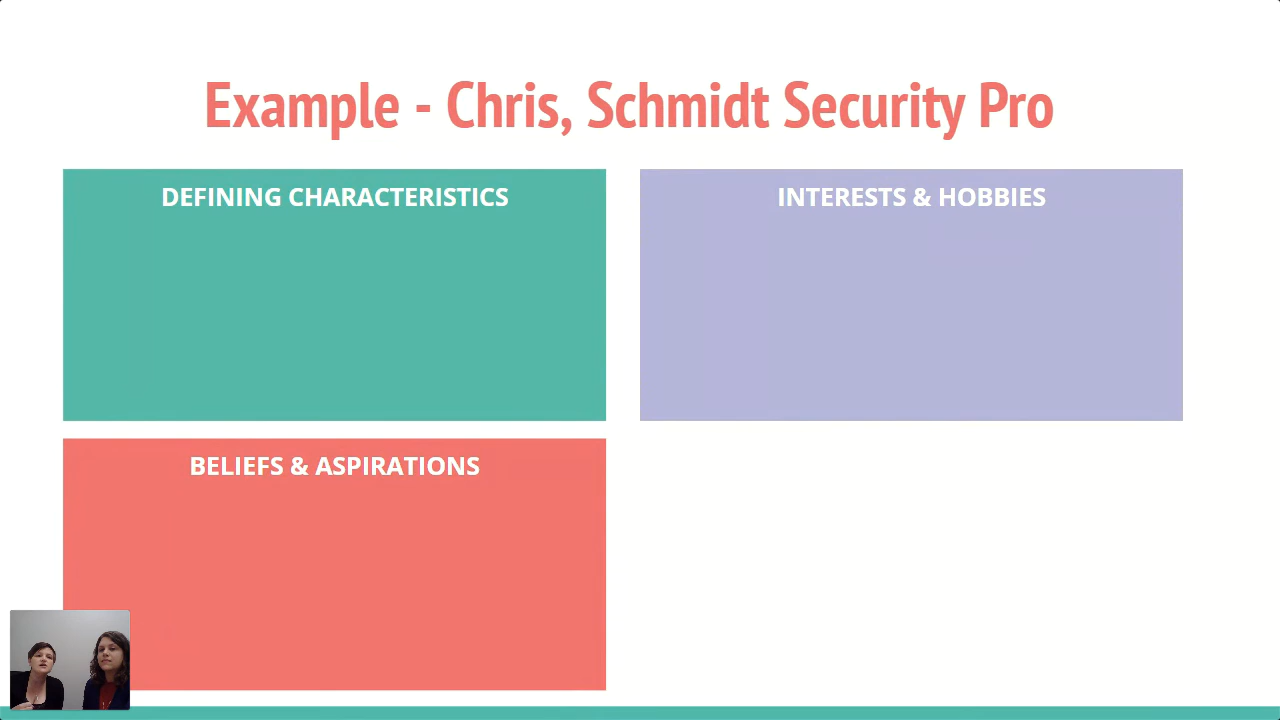 Example - Chris, Schmidt Security Pro
DEFINING CHARACTERISTICS
INTERESTS & HOBBIES
BELIEFS & ASPIRATIONS